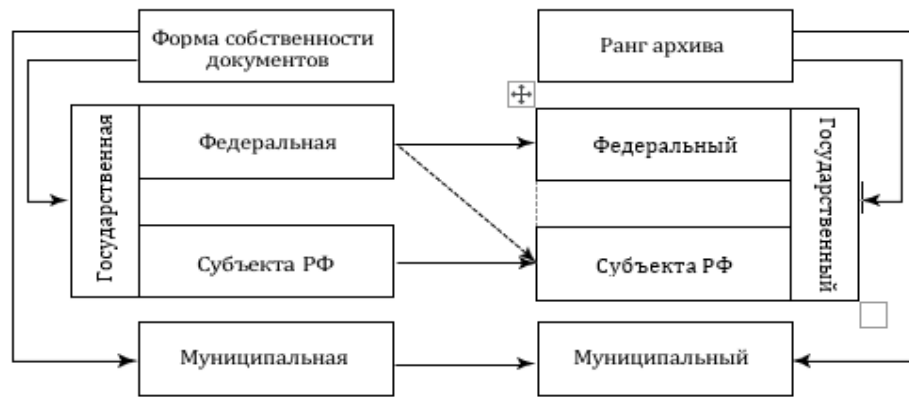 Форма собственности
документов
Ранг архива
Государственная
Федеральная
Федеральный
Государственный
Субъекта РФ
Субъекта РФ
Муниципальная
Муниципальный